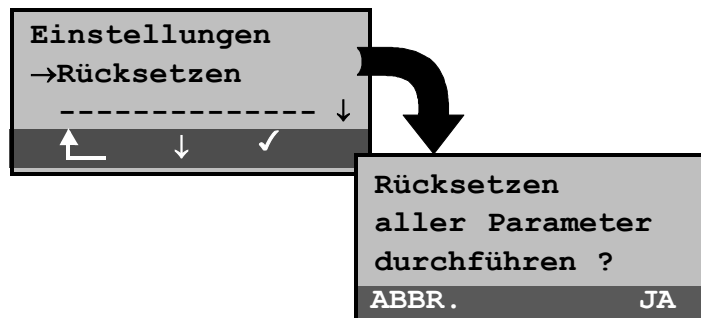 Einstellungen
→Rücksetzen
-------------- ↓
↓ ✓
Rücksetzen
aller Parameter
durchführen ?
ABBR. JA